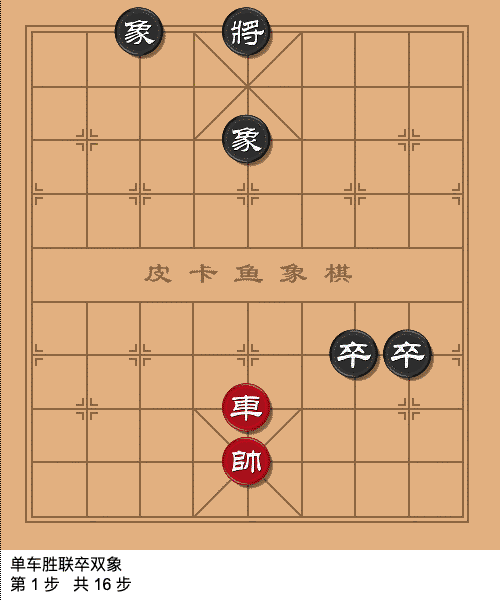 象 將
象
皮卡鱼象棋
卒 卒
車
帥
单车胜联卒双象
第 1 步 共 16 步